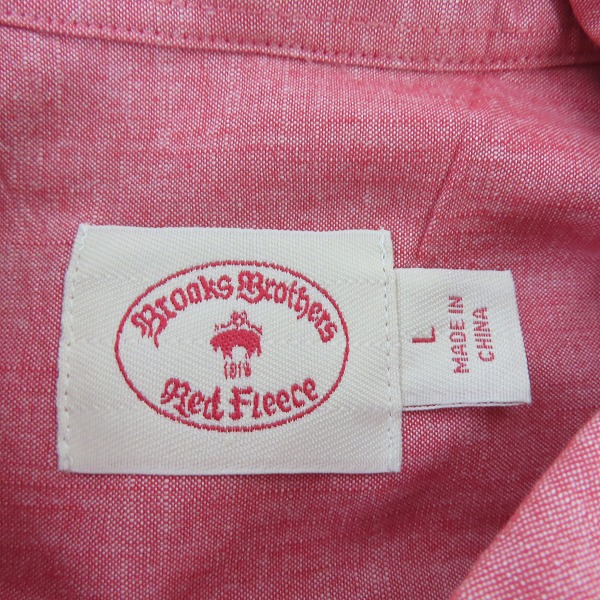 Brooks Brothers
1818
Red Fleece
L
MADE IN
CHINA